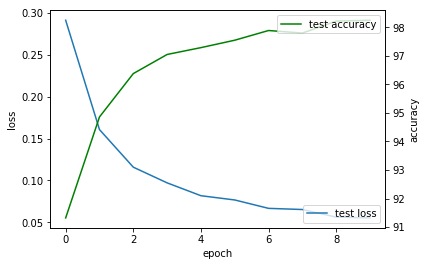 0.30
0.25
0.20
0.15
0.10
0.05
loss
0 2 4 6 8
epoch
98
97
96
95
94
93
92
91
accuracy
test accuracy
test loss